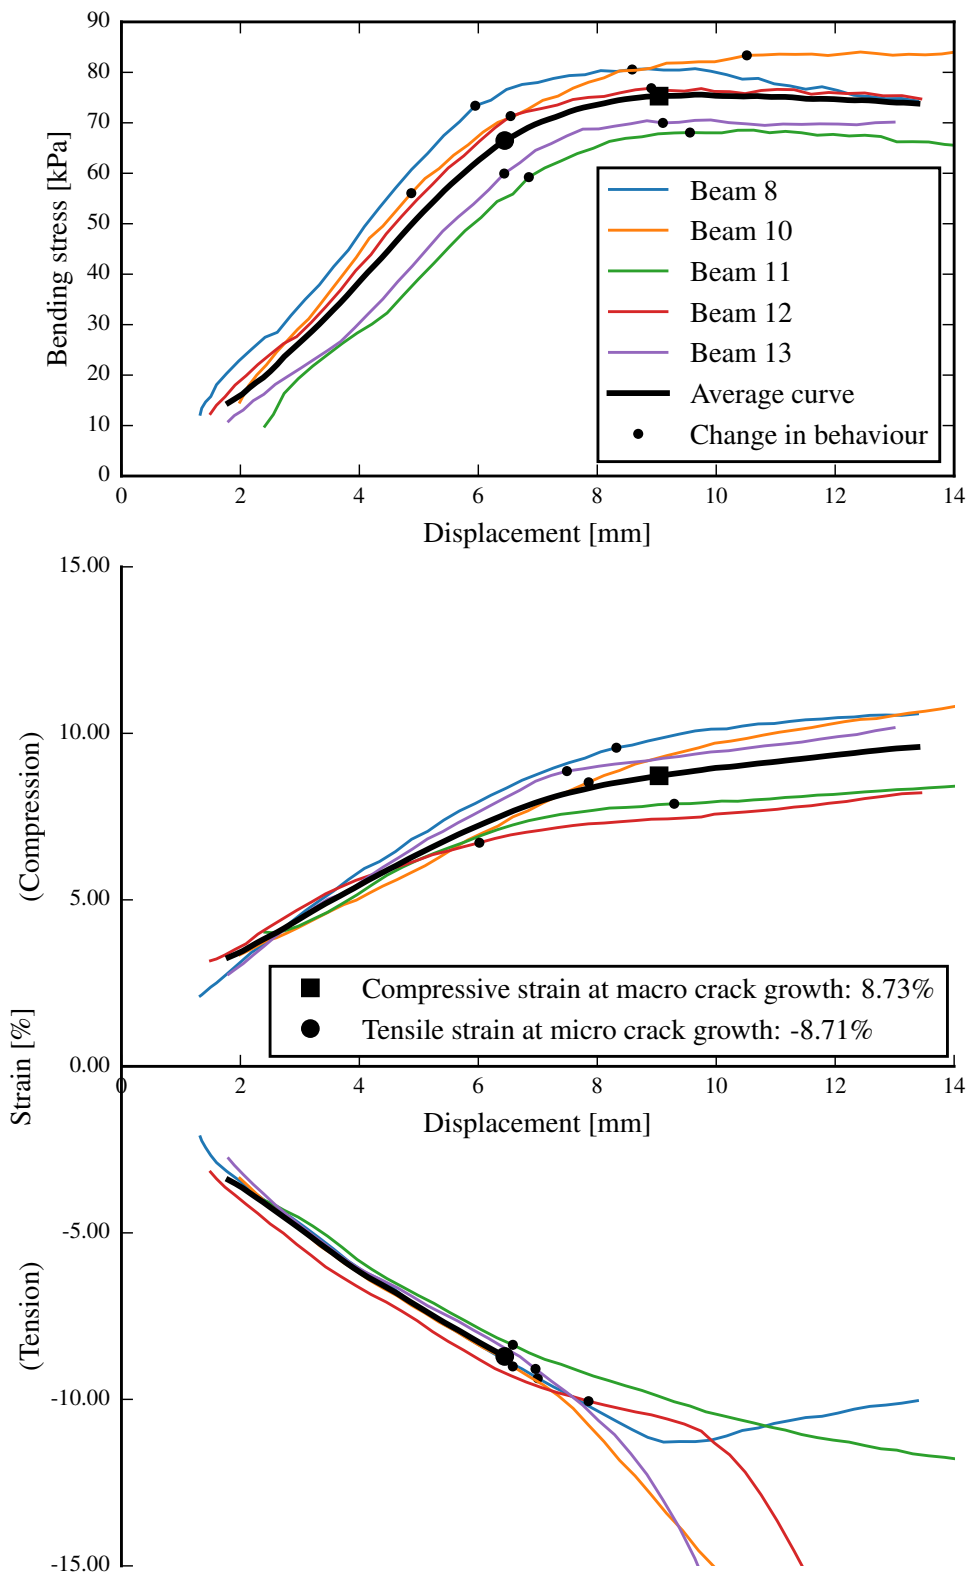 90
80
70
60
50
40
30
20
10
0
Bending stress [kPa]
Beam 8
Beam 10
Beam 11
Beam 12
Beam 13
Average curve
Change in behaviour
0 2 4 6 8 10 12 14
Displacement [mm]
15.00
10.00
5.00
0.00
-5.00
-10.00
-15.00
(Compression)
Strain [%]
(Tension)
Compressive strain at macro crack growth: 8.73%
Tensile strain at micro crack growth: -8.71%
0 2 4 6 8 10 12 14
Displacement [mm]